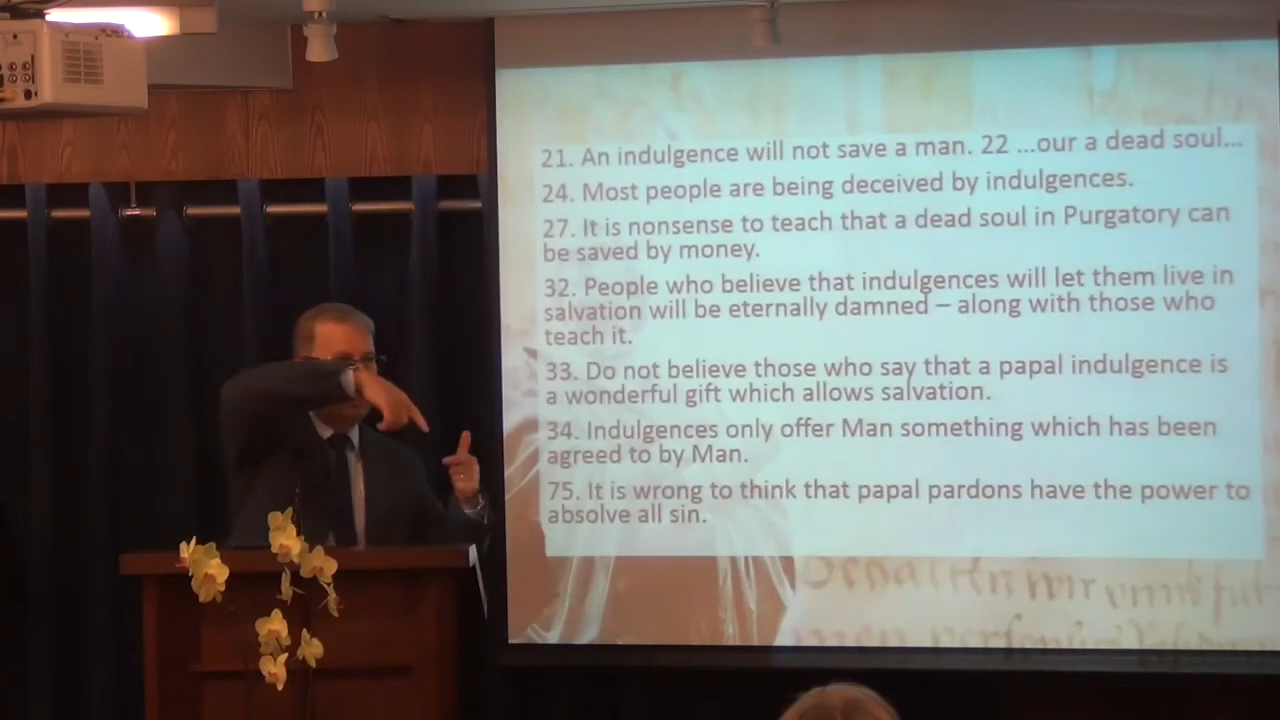 21. An indulgence will not save a man. 22 ...our a dead soul...
24. Most people are being deceived by indulgences.
27. It is nonsense to teach that a dead soul in Purgatory can
be saved by money.
32. People who believe that indulgences will let them live in
salvation will be eternally damned – along with those who
teach it.
33. Do not believe those who say that a papal indulgence is
a wonderful gift which allows salvation.
34. Indulgences only offer Man something which has been
agreed to by Man.
75. It is wrong to think that papal pardons have the power to
absolve all sin.